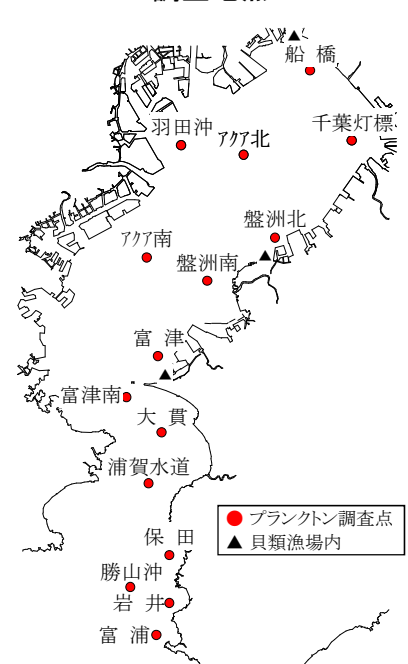 船 橋
羽田沖
千葉灯標
アクア北
盤洲北
アクア南
盤洲南
富 津
富津南
大 貫
浦賀水道
プランクトン調査点
貝類漁場内
保 田
勝山沖
岩 井
富 浦